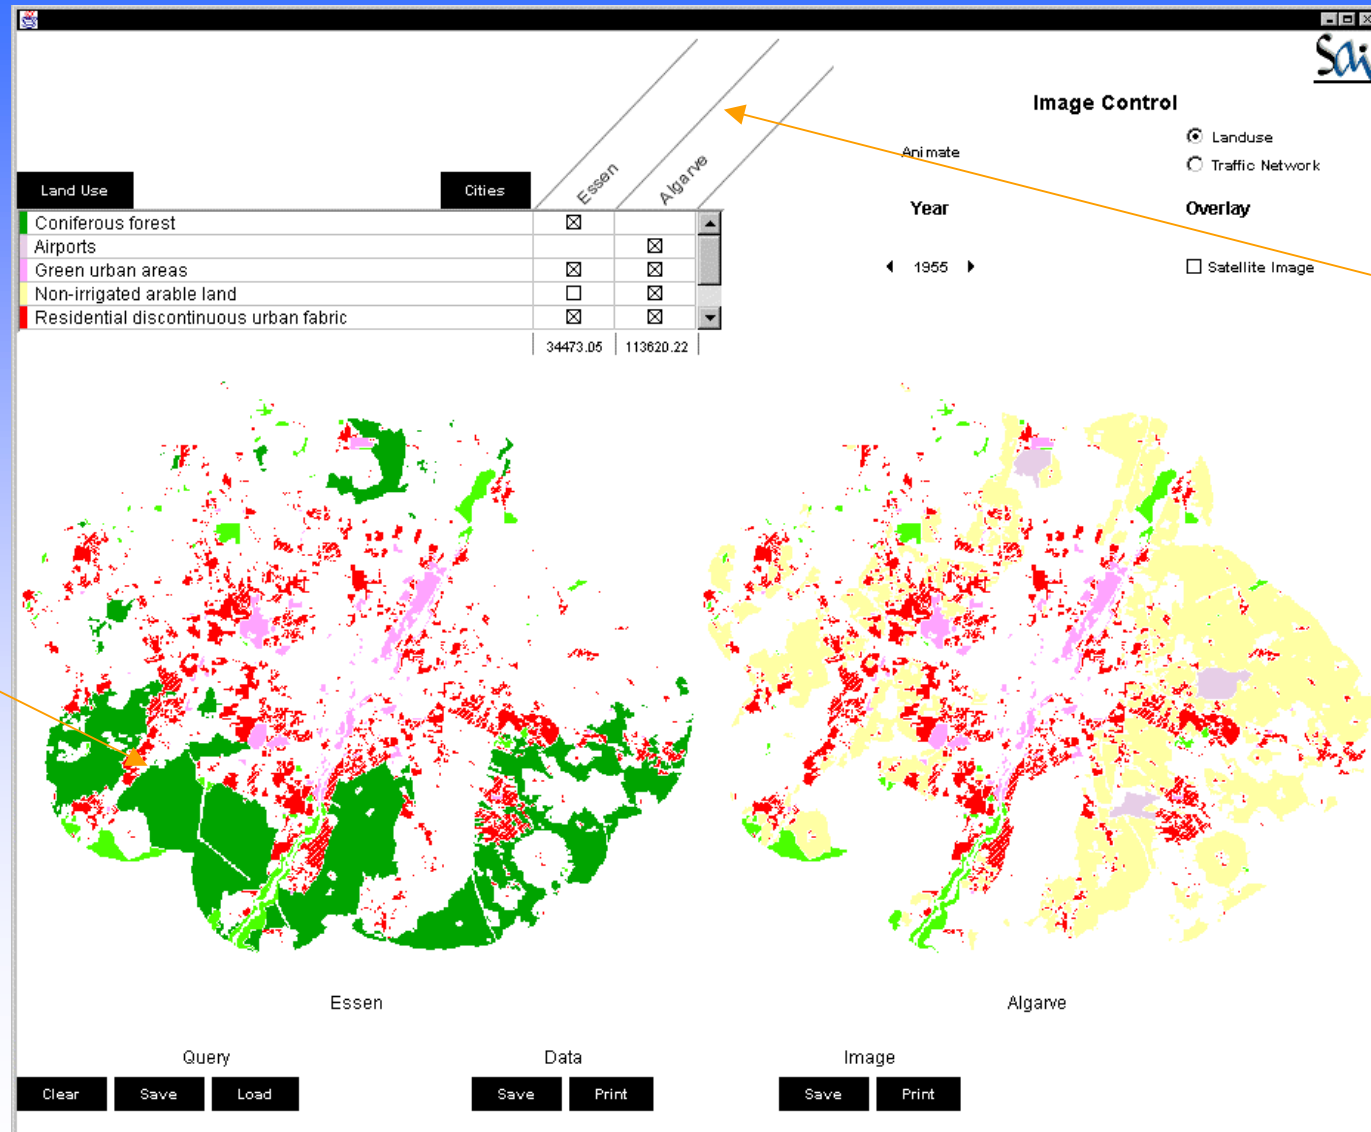 Sai
Image Control
Animate
Landuse
Traffic Network
Land Use
Cities
Essen
Algarve
Year
Overlay
1955
Satellite Image
Coniferous forest
Airports
Green urban areas
Non-irrigated arable land
Residential discontinuous urban fabric
34473.05
113620.22
Essen
Algarve
Query
Data
Image
Clear
Save
Load
Save
Print
Save
Print